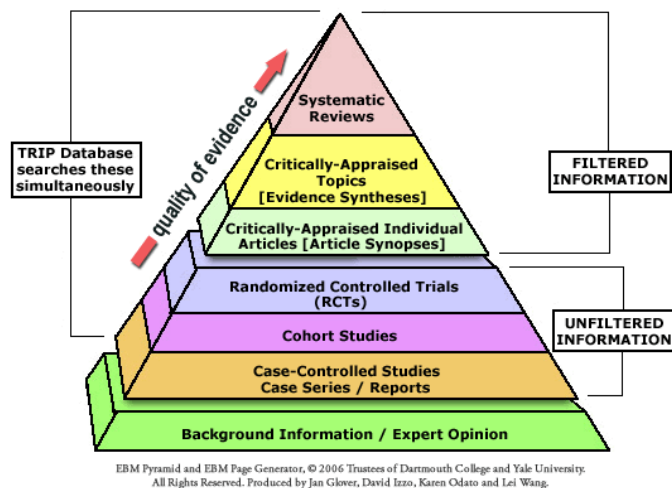 Systematic
Reviews
quality of evidence
TRIP Database
searches these
simultaneously
Critically-Appraised
Topics
[Evidence Syntheses]
FILTERED
INFORMATION
Critically-Appraised Individual
Articles [Article Synopses]
Randomized Controlled Trials
(RCTs)
UNFILTERED
INFORMATION
Cohort Studies
Case-Controlled Studies
Case Series / Reports
Background Information / Expert Opinion
EBM Pyramid and EBM Page Generator, © 2006 Trustees of Dartmouth College and Yale University.
All Rights Reserved. Produced by Jan Glover, David Izzo, Karen Odato and Lei Wang.